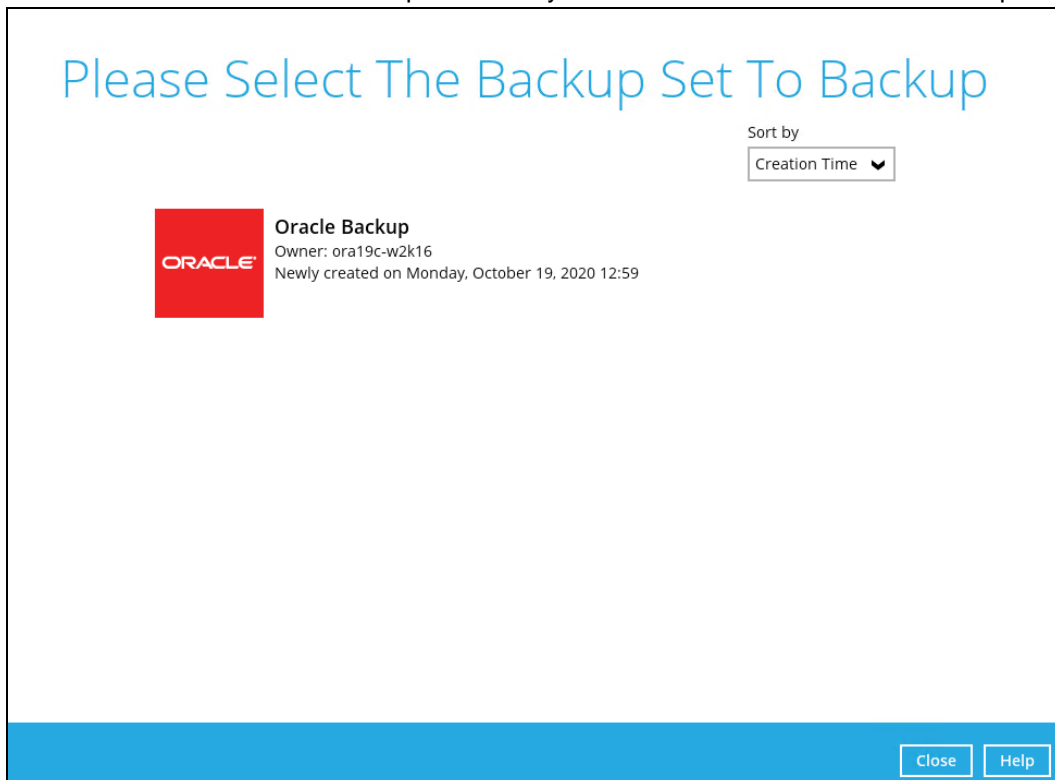 Please Select The Backup Set To Backup
Sort by
Creation Time
ORACLE
Oracle Backup
Owner: ora19c-w2k16
Newly created on Monday, October 19, 2020 12:59
Close
Help